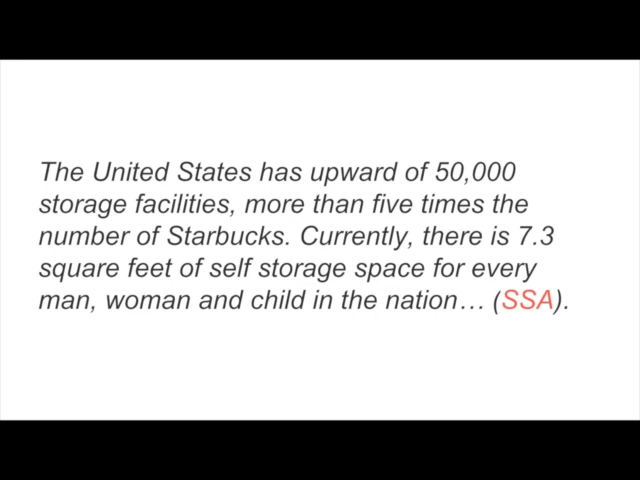 The United States has upward of 50,000
storage facilities, more than five times the
number of Starbucks. Currently, there is 7.3
square feet of self storage space for every
man, woman and child in the nation… (SSA).